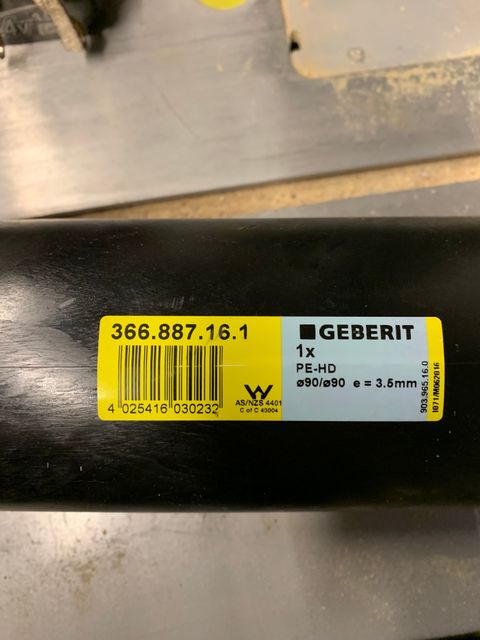 366.887.16.1
4 025416 030232
AS/NZS 4401
C of C 40004
GEBERIT
1x
PE-HD
ø90/ø90 e = 3.5mm
903.965.16.0